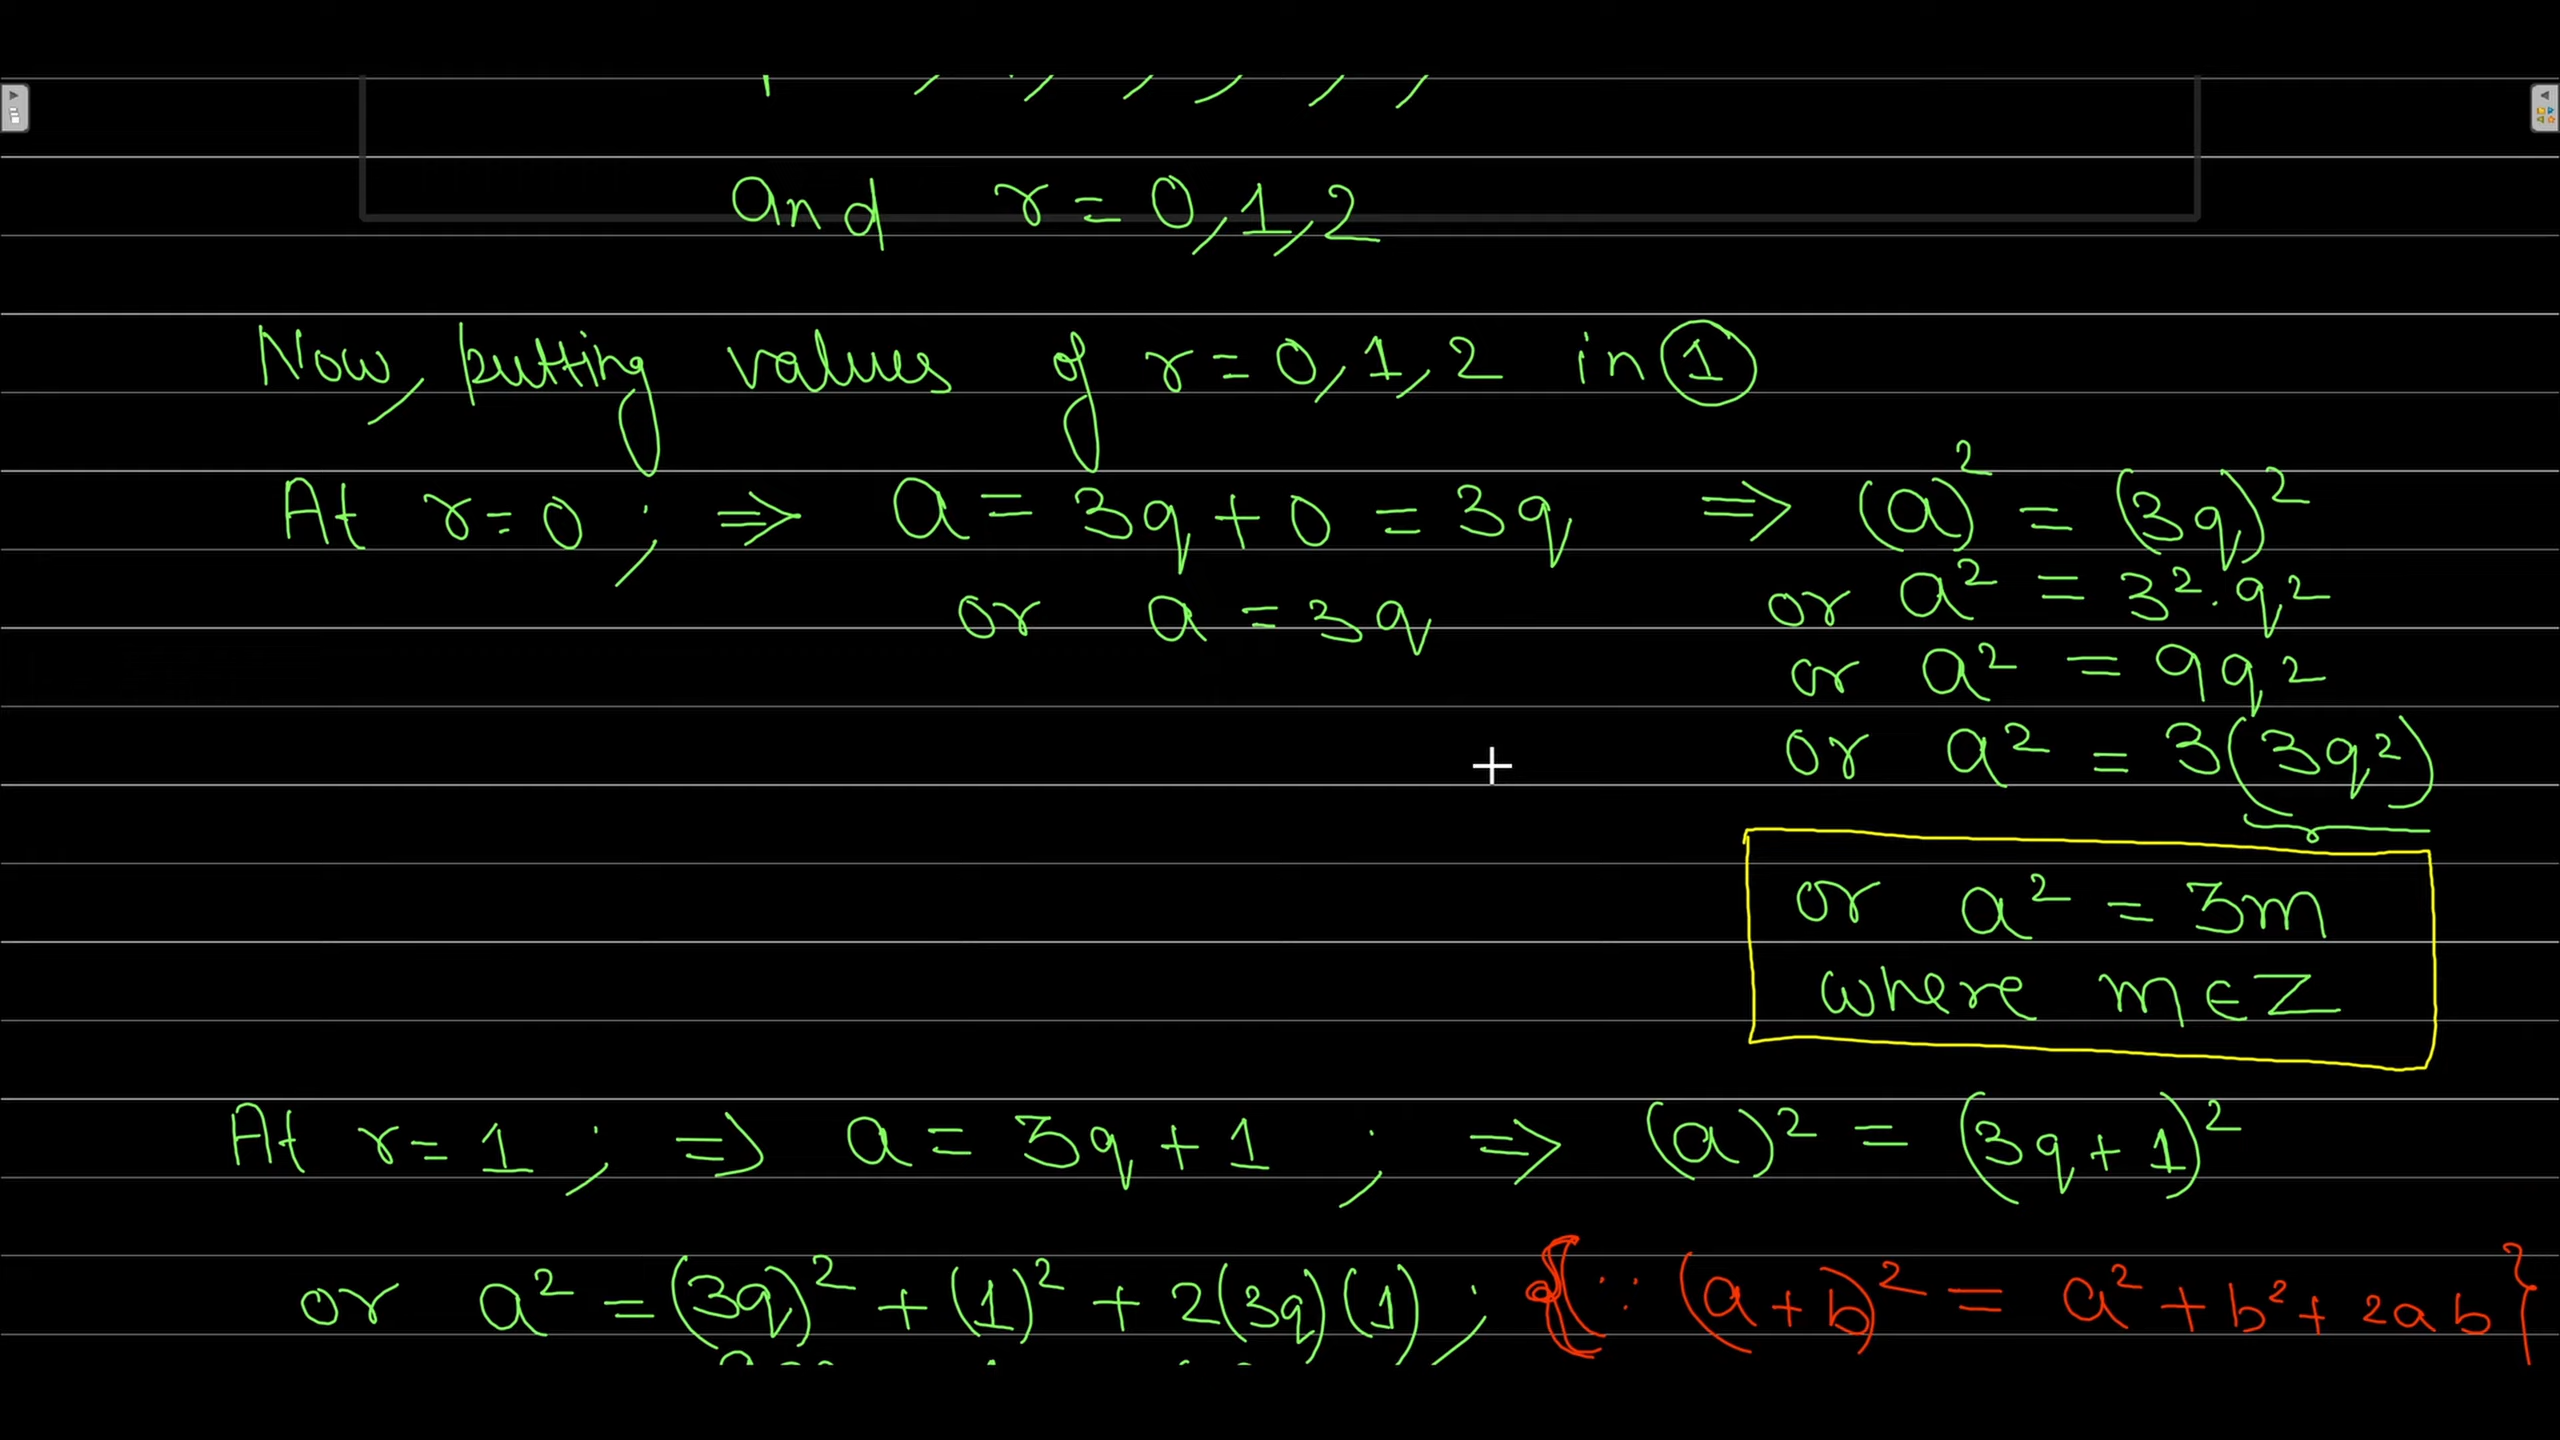 and r = 0, 1, 2
Now, putting values of r = 0, 1, 2 in ①
At r = 0 ; ⇒ a = 3q + 0 = 3q ⇒ (a)² = (3q)²
or a = 3q or a² = 3² . q²
or a² = 9q²
or a² = 3(3q²)
or a² = 3m
where m ∈ Z
At r = 1 ; ⇒ a = 3q + 1 ; ⇒ (a)² = (3q + 1)²
or a² = (3q)² + (1)² + 2(3q)(1) ; {∵ (a + b)² = a² + b² + 2ab}